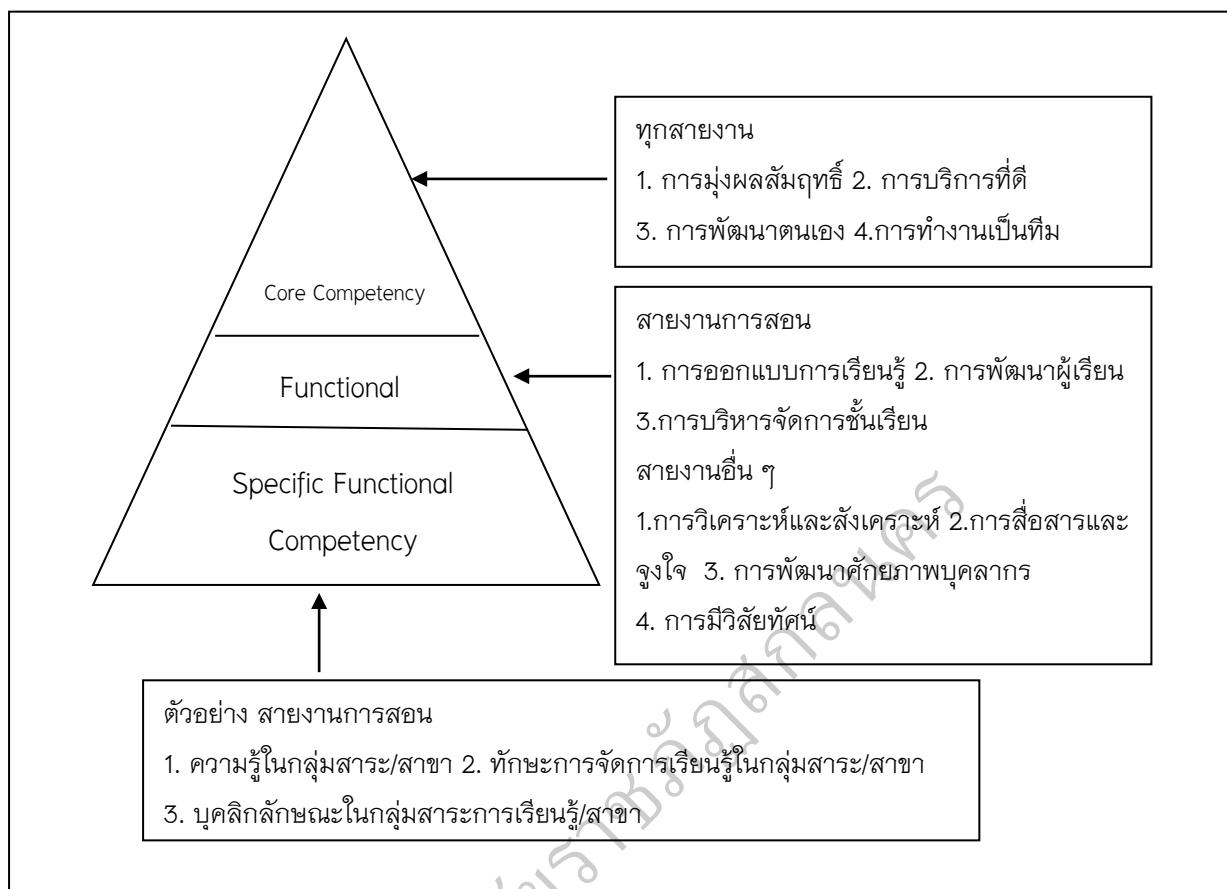 ทุกสายงาน
1. การมุ่งผลสัมฤทธิ์ 2. การบริการที่ดี
3. การพัฒนาตนเอง 4.การทำงานเป็นทีม
Core Competency
สายงานการสอน
1. การออกแบบการเรียนรู้ 2. การพัฒนาผู้เรียน
3.การบริหารจัดการชั้นเรียน
สายงานอื่น ๆ
1.การวิเคราะห์และสังเคราะห์ 2.การสื่อสารและ
จูงใจ 3. การพัฒนาศักยภาพบุคลากร
4. การมีวิสัยทัศน์
Functional
Specific Functional
Competency
ตัวอย่าง สายงานการสอน
1. ความรู้ในกลุ่มสาระ/สาขา 2. ทักษะการจัดการเรียนรู้ในกลุ่มสาระ/สาขา
3. บุคลิกลักษณะในกลุ่มสาระการเรียนรู้/สาขา
ราชภัฏสกลนคร